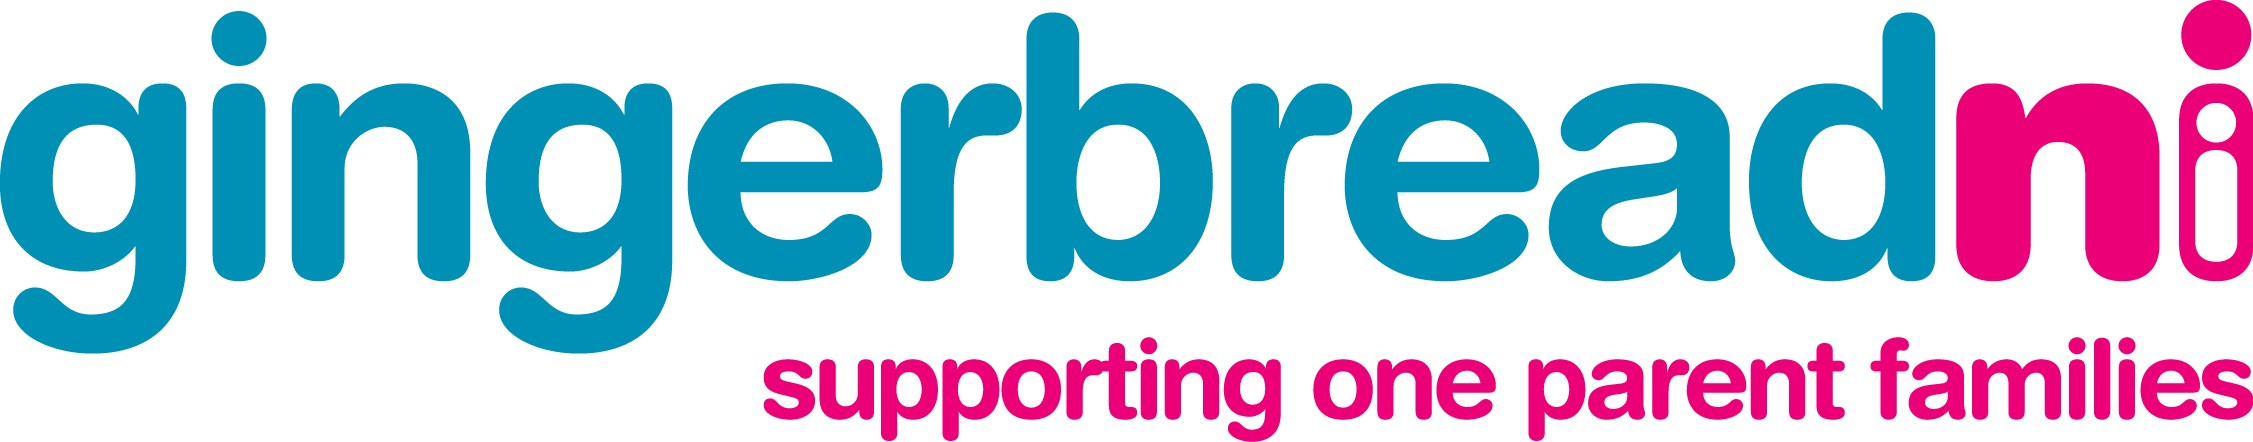 gingerbreadni
supporting one parent families